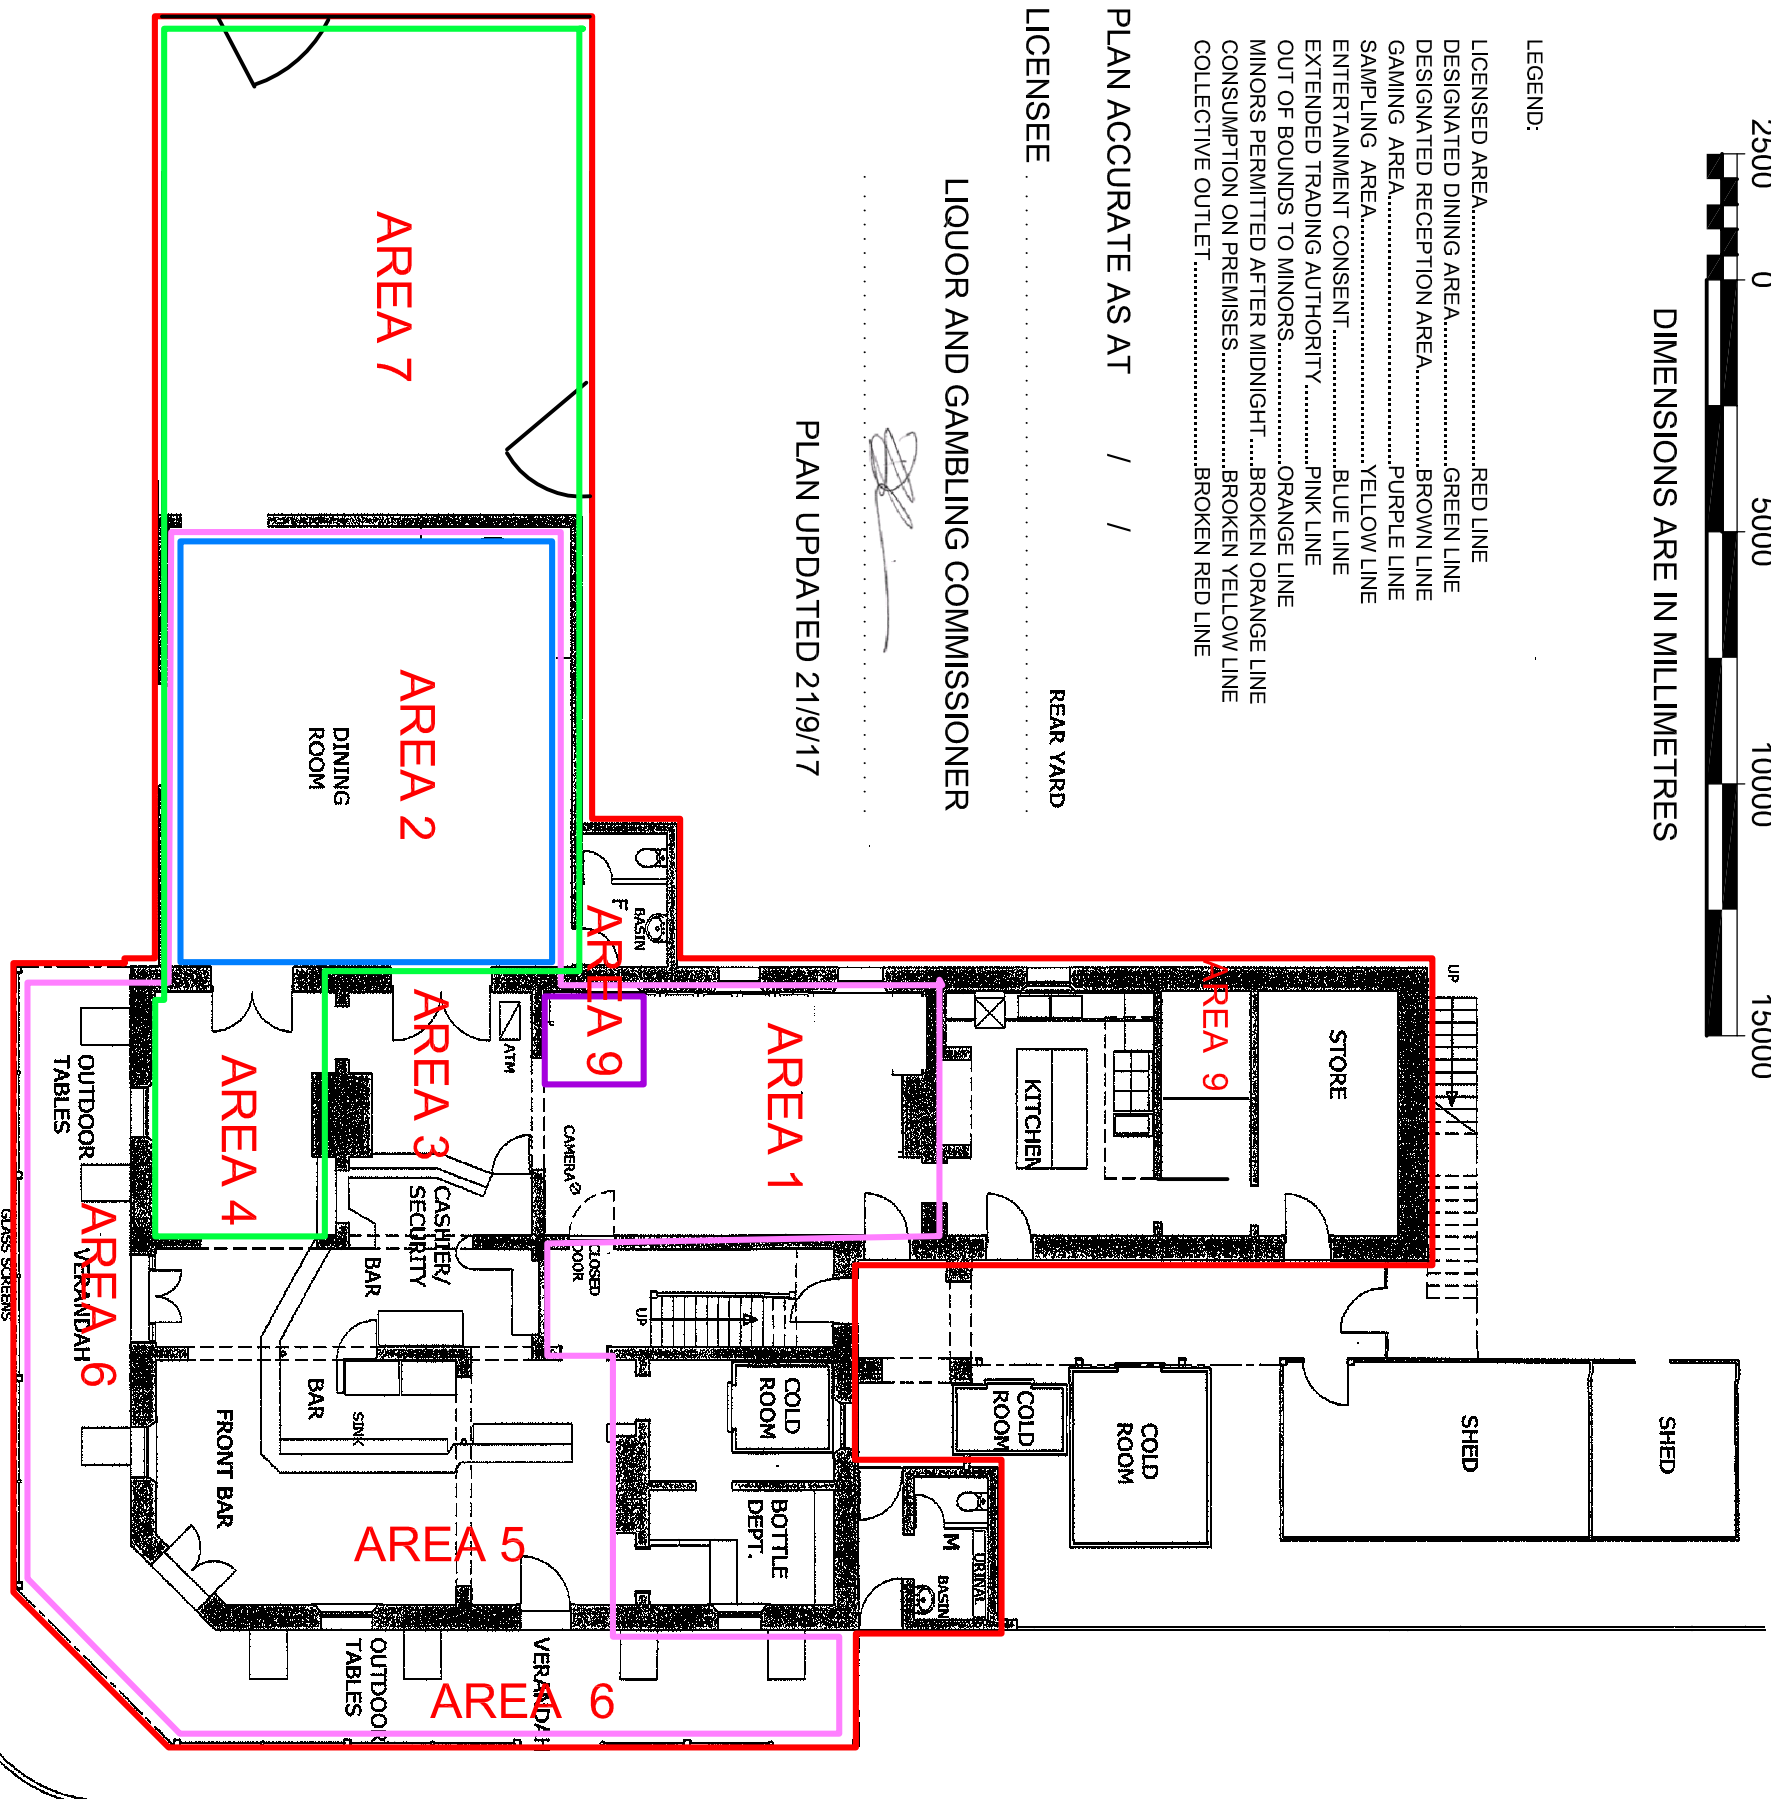 2500 0 5000 10000 15000
DIMENSIONS ARE IN MILLIMETRES
LEGEND:
LICENSED AREA..........RED LINE
DESIGNATED DINING AREA..........GREEN LINE
DESIGNATED RECEPTION AREA..........BROWN LINE
GAMING AREA..........PURPLE LINE
SAMPLING AREA..........YELLOW LINE
ENTERTAINMENT CONSENT..........BLUE LINE
EXTENDED TRADING AUTHORITY..........PINK LINE
OUT OF BOUNDS TO MINORS..........ORANGE LINE
MINORS PERMITTED AFTER MIDNIGHT....BROKEN ORANGE LINE
CONSUMPTION ON PREMISES..........BROKEN YELLOW LINE
COLLECTIVE OUTLET..........BROKEN RED LINE
PLAN ACCURATE AS AT / /
LICENSEE ..........
LIQUOR AND GAMBLING COMMISSIONER
PLAN UPDATED 21/9/17
REAR YARD
AREA 7
AREA 2
DINING
ROOM
F
BASIN
AREA 9
AREA 9
UP
STORE
KITCHEN
AREA 1
ATM
AREA 3
CAMERA
CLOSED
DOOR
AREA 4
CASHIER/
SECURITY
BAR
UP
OUTDOOR
TABLES
VERANDAH
AREA 6
GLASS SCREENS
BAR
SINK
FRONT BAR
AREA 5
COLD
ROOM
COLD
ROOM
COLD
ROOM
SHED
SHED
BOTTLE
DEPT.
M
URINAL
BASIN
OUTDOOR
TABLES
VERANDAH
AREA 6